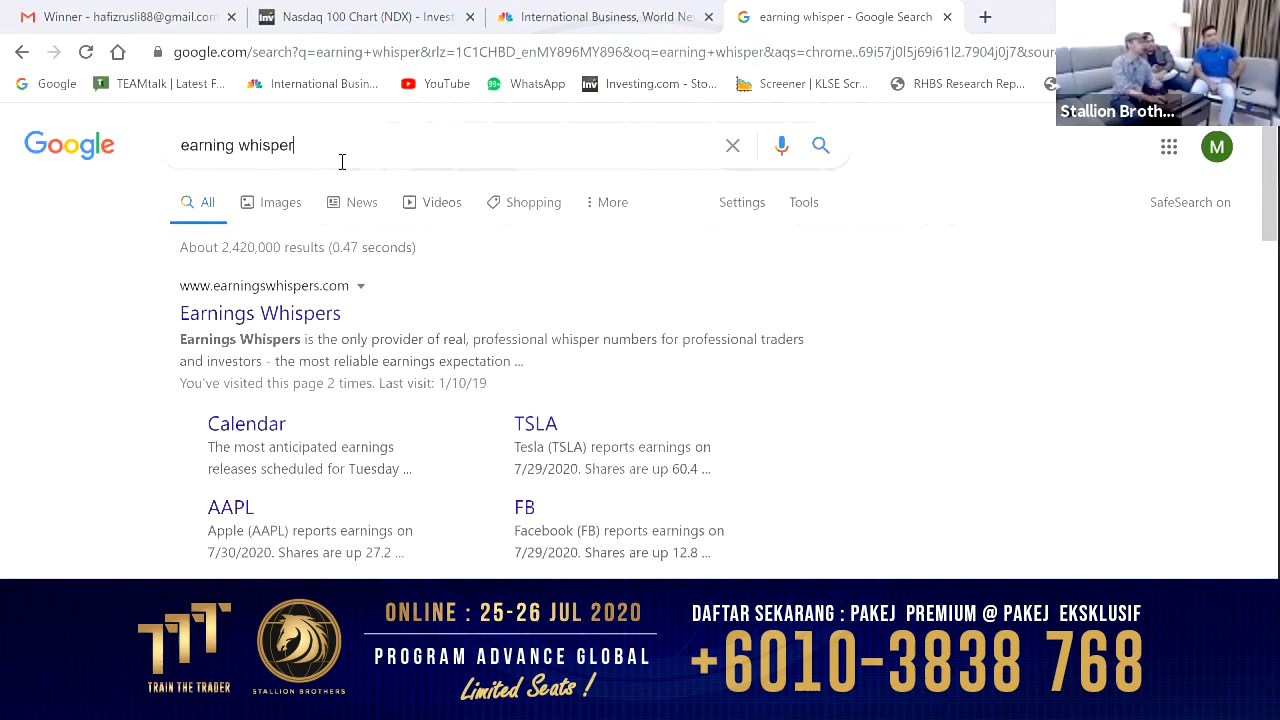 Winner - hafizrusli88@gmail.com
Nasdaq 100 Chart (NDX) - Invest
International Business, World Ne
earning whisper - Google Search
google.com/search?q=earning+whisper&rlz=1C1CHBD_enMY896MY896&oq=earning+whisper&aqs=chrome..69i57j0l5j69i61l2.7904j0j7&sour
Google
TEAMtalk | Latest F...
International Busin...
YouTube
99+
WhatsApp
Inv
Investing.com - Sto...
Screener | KLSE Scr...
RHBS Research Rep...
Stallion Broth...
Google
earning whisper
M
All
Images
News
Videos
Shopping
More
Settings
Tools
SafeSearch on
About 2,420,000 results (0.47 seconds)
www.earningswhispers.com
Earnings Whispers
Earnings Whispers is the only provider of real, professional whisper numbers for professional traders
and investors - the most reliable earnings expectation ...
You've visited this page 2 times. Last visit: 1/10/19
Calendar
The most anticipated earnings
releases scheduled for Tuesday ...
TSLA
Tesla (TSLA) reports earnings on
7/29/2020. Shares are up 60.4 ...
AAPL
Apple (AAPL) reports earnings on
7/30/2020. Shares are up 27.2 ...
FB
Facebook (FB) reports earnings on
7/29/2020. Shares are up 12.8 ...
TTT
TRAIN THE TRADER
STALLION BROTHERS
ONLINE : 25-26 JUL 2020
PROGRAM ADVANCE GLOBAL
Limited Seats !
DAFTAR SEKARANG : PAKEJ PREMIUM @ PAKEJ EKSKLUSIF
+6010-3838 768